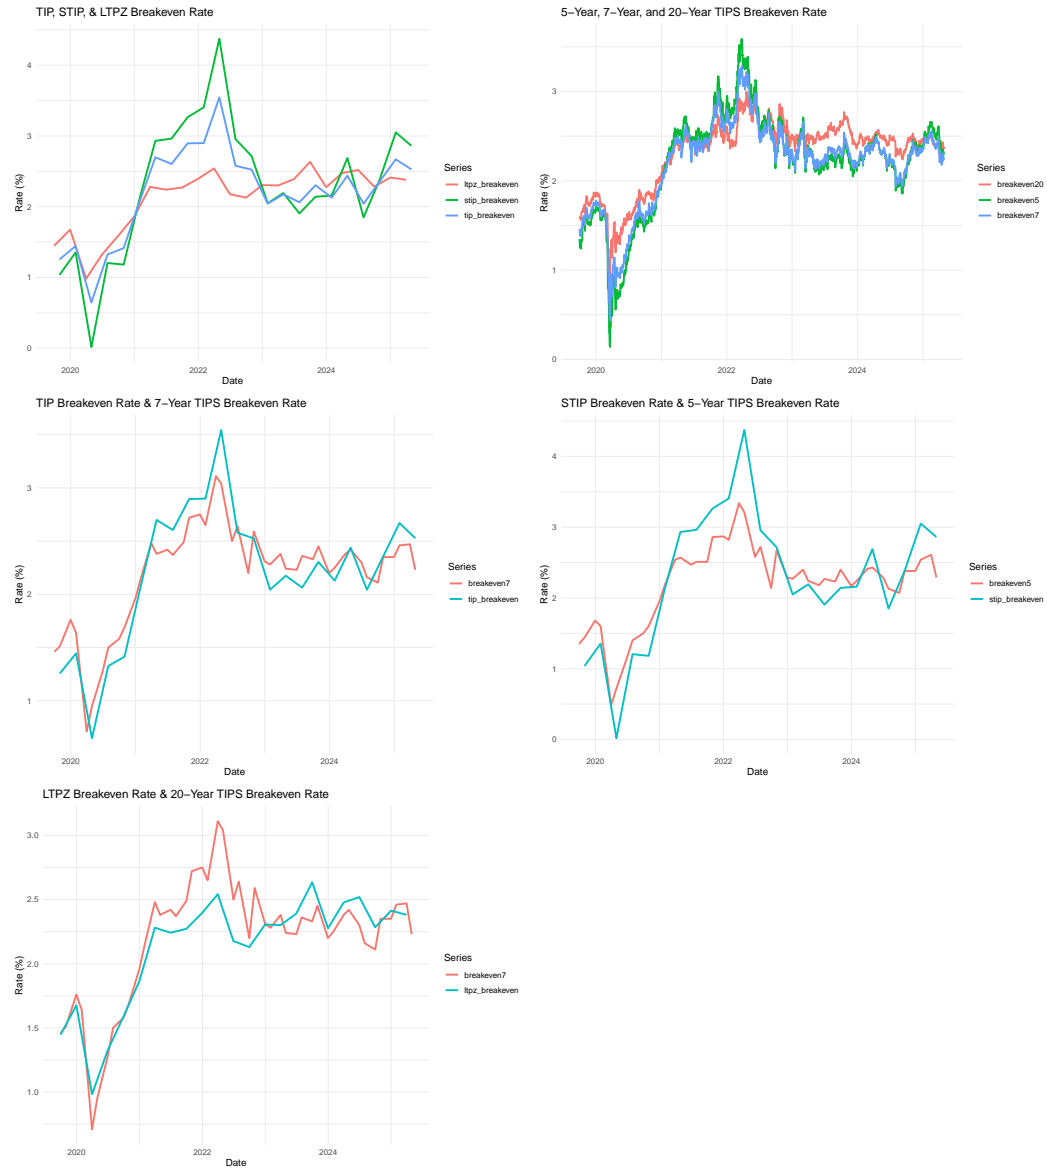 TIP, STIP, & LTPZ Breakeven Rate
4
3
2
1
0
Rate (%)
2020
2022
2024
Date
Series
ltpz_breakeven
stip_breakeven
tip_breakeven
5−Year, 7−Year, and 20−Year TIPS Breakeven Rate
3
2
1
0
Rate (%)
2020
2022
2024
Date
Series
breakeven20
breakeven5
breakeven7
TIP Breakeven Rate & 7−Year TIPS Breakeven Rate
3
2
1
Rate (%)
2020
2022
2024
Date
Series
breakeven7
tip_breakeven
STIP Breakeven Rate & 5−Year TIPS Breakeven Rate
4
3
2
1
0
Rate (%)
2020
2022
2024
Date
Series
breakeven5
stip_breakeven
LTPZ Breakeven Rate & 20−Year TIPS Breakeven Rate
3.0
2.5
2.0
1.5
1.0
Rate (%)
2020
2022
2024
Date
Series
breakeven7
ltpz_breakeven